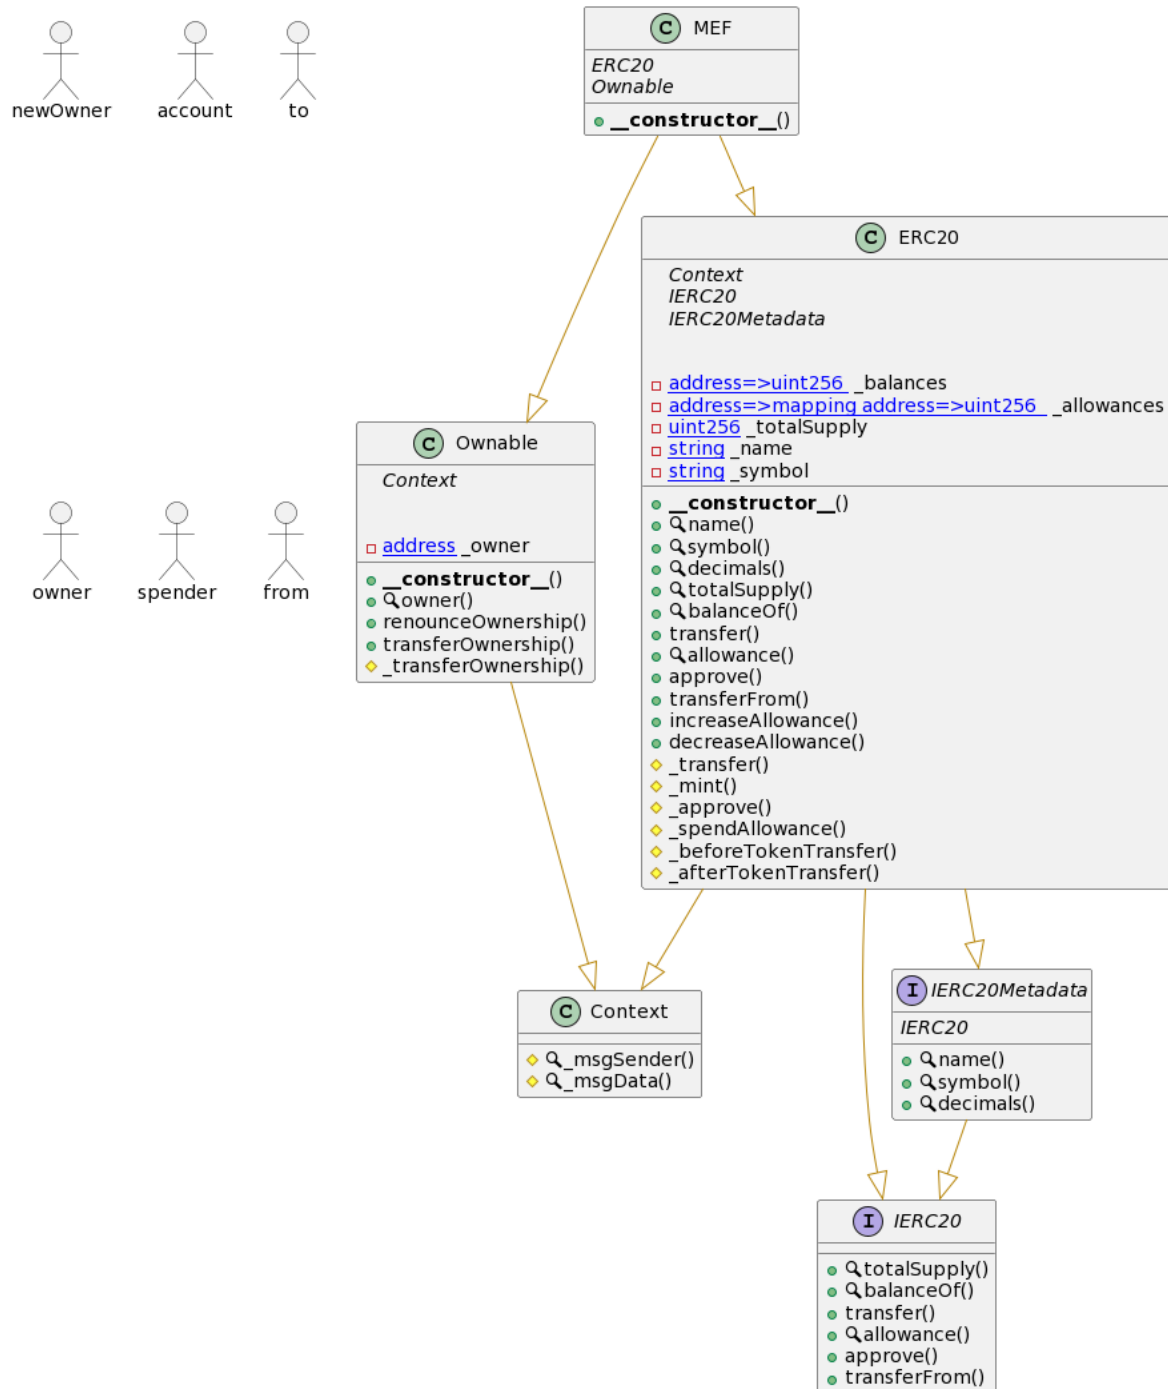 newOwner
account
to
C MEF
ERC20
Ownable
__constructor__()
C ERC20
Context
IERC20
IERC20Metadata
address=>uint256 _balances
address=>mapping address=>uint256 _allowances
uint256 _totalSupply
string _name
string _symbol
__constructor__()
name()
symbol()
decimals()
totalSupply()
balanceOf()
transfer()
allowance()
approve()
transferFrom()
increaseAllowance()
decreaseAllowance()
_transfer()
_mint()
_approve()
_spendAllowance()
_beforeTokenTransfer()
_afterTokenTransfer()
C Ownable
Context
address _owner
__constructor__()
owner()
renounceOwnership()
transferOwnership()
_transferOwnership()
owner
spender
from
C Context
_msgSender()
_msgData()
I IERC20Metadata
IERC20
name()
symbol()
decimals()
I IERC20
totalSupply()
balanceOf()
transfer()
allowance()
approve()
transferFrom()